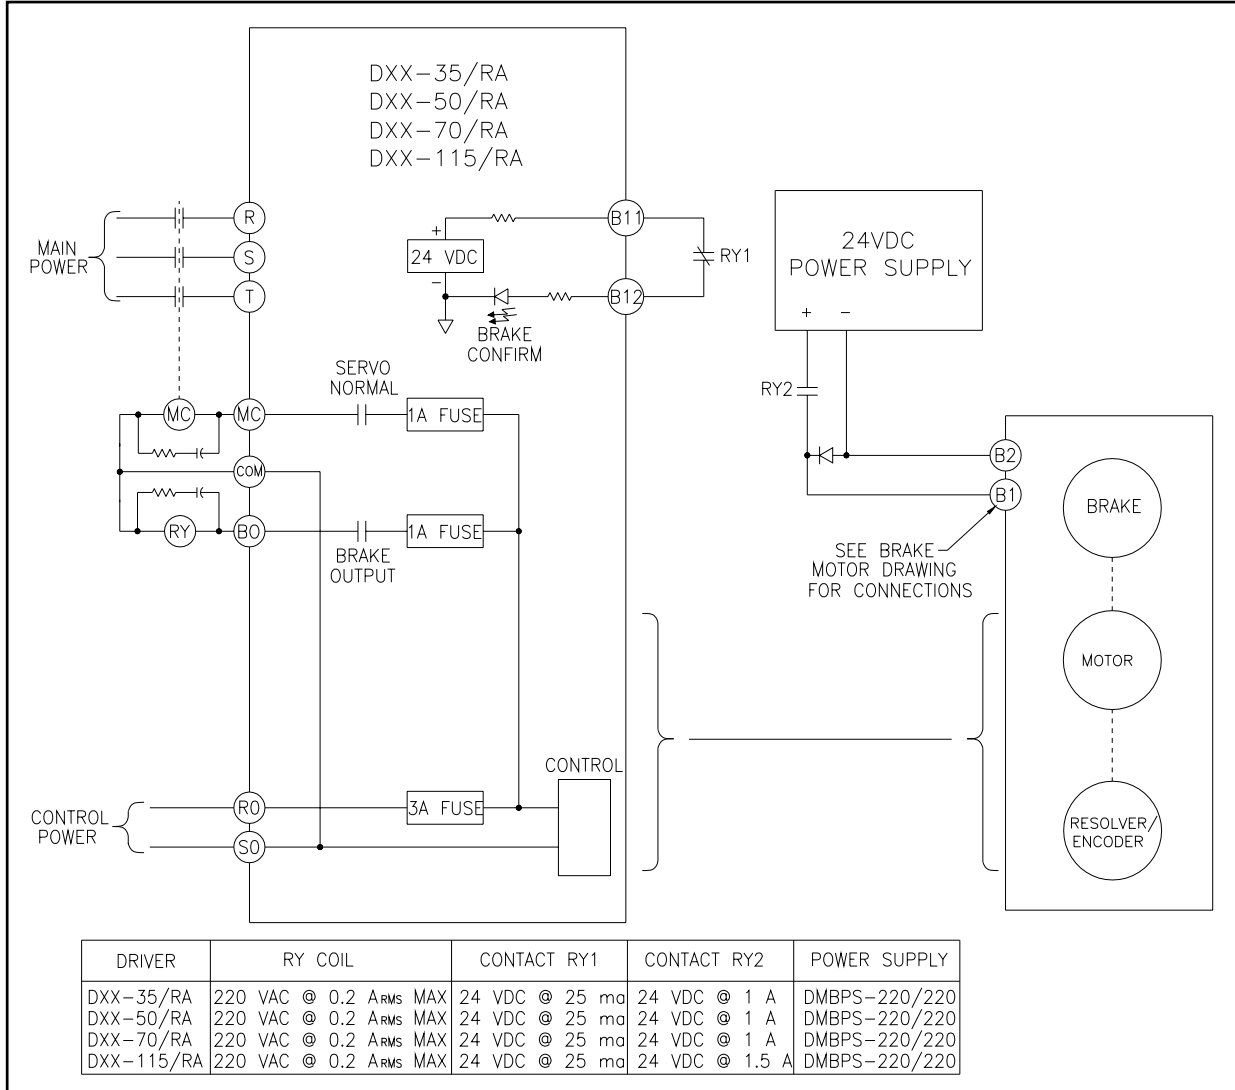 DXX-35/RA
DXX-50/RA
DXX-70/RA
DXX-115/RA
MAIN
POWER
R
S
T
B11
+
24 VDC
-
B12
RY1
BRAKE
CONFIRM
24VDC
POWER SUPPLY
+ -
RY2
SERVO
NORMAL
MC
MC
1A FUSE
COM
RY
BO
1A FUSE
BRAKE
OUTPUT
B2
B1
SEE BRAKE
MOTOR DRAWING
FOR CONNECTIONS
BRAKE
MOTOR
RESOLVER/
ENCODER
CONTROL
CONTROL
POWER
R0
3A FUSE
S0
DRIVER RY COIL CONTACT RY1 CONTACT RY2 POWER SUPPLY
DXX-35/RA 220 VAC @ 0.2 ARMS MAX 24 VDC @ 25 ma 24 VDC @ 1 A DMBPS-220/220
DXX-50/RA 220 VAC @ 0.2 ARMS MAX 24 VDC @ 25 ma 24 VDC @ 1 A DMBPS-220/220
DXX-70/RA 220 VAC @ 0.2 ARMS MAX 24 VDC @ 25 ma 24 VDC @ 1 A DMBPS-220/220
DXX-115/RA 220 VAC @ 0.2 ARMS MAX 24 VDC @ 25 ma 24 VDC @ 1.5 A DMBPS-220/220